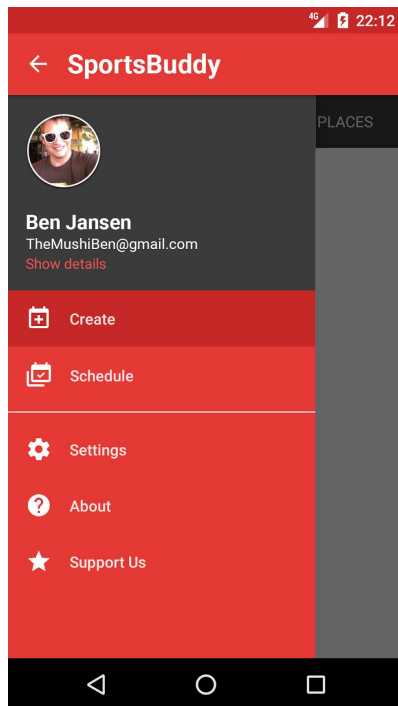 4G 22:12
SportsBuddy
PLACES
Ben Jansen
TheMushiBen@gmail.com
Show details
Create
Schedule
Settings
About
Support Us